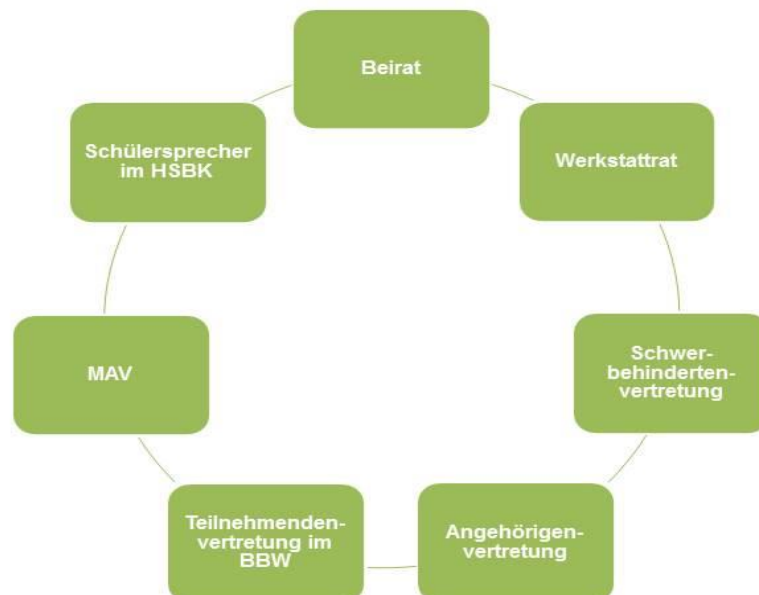 Beirat
Werkstattrat
Schwer-
behinderten-
vertretung
Angehörigen-
vertretung
Teilnehmenden-
vertretung im
BBW
MAV
Schülersprecher
im HSBK